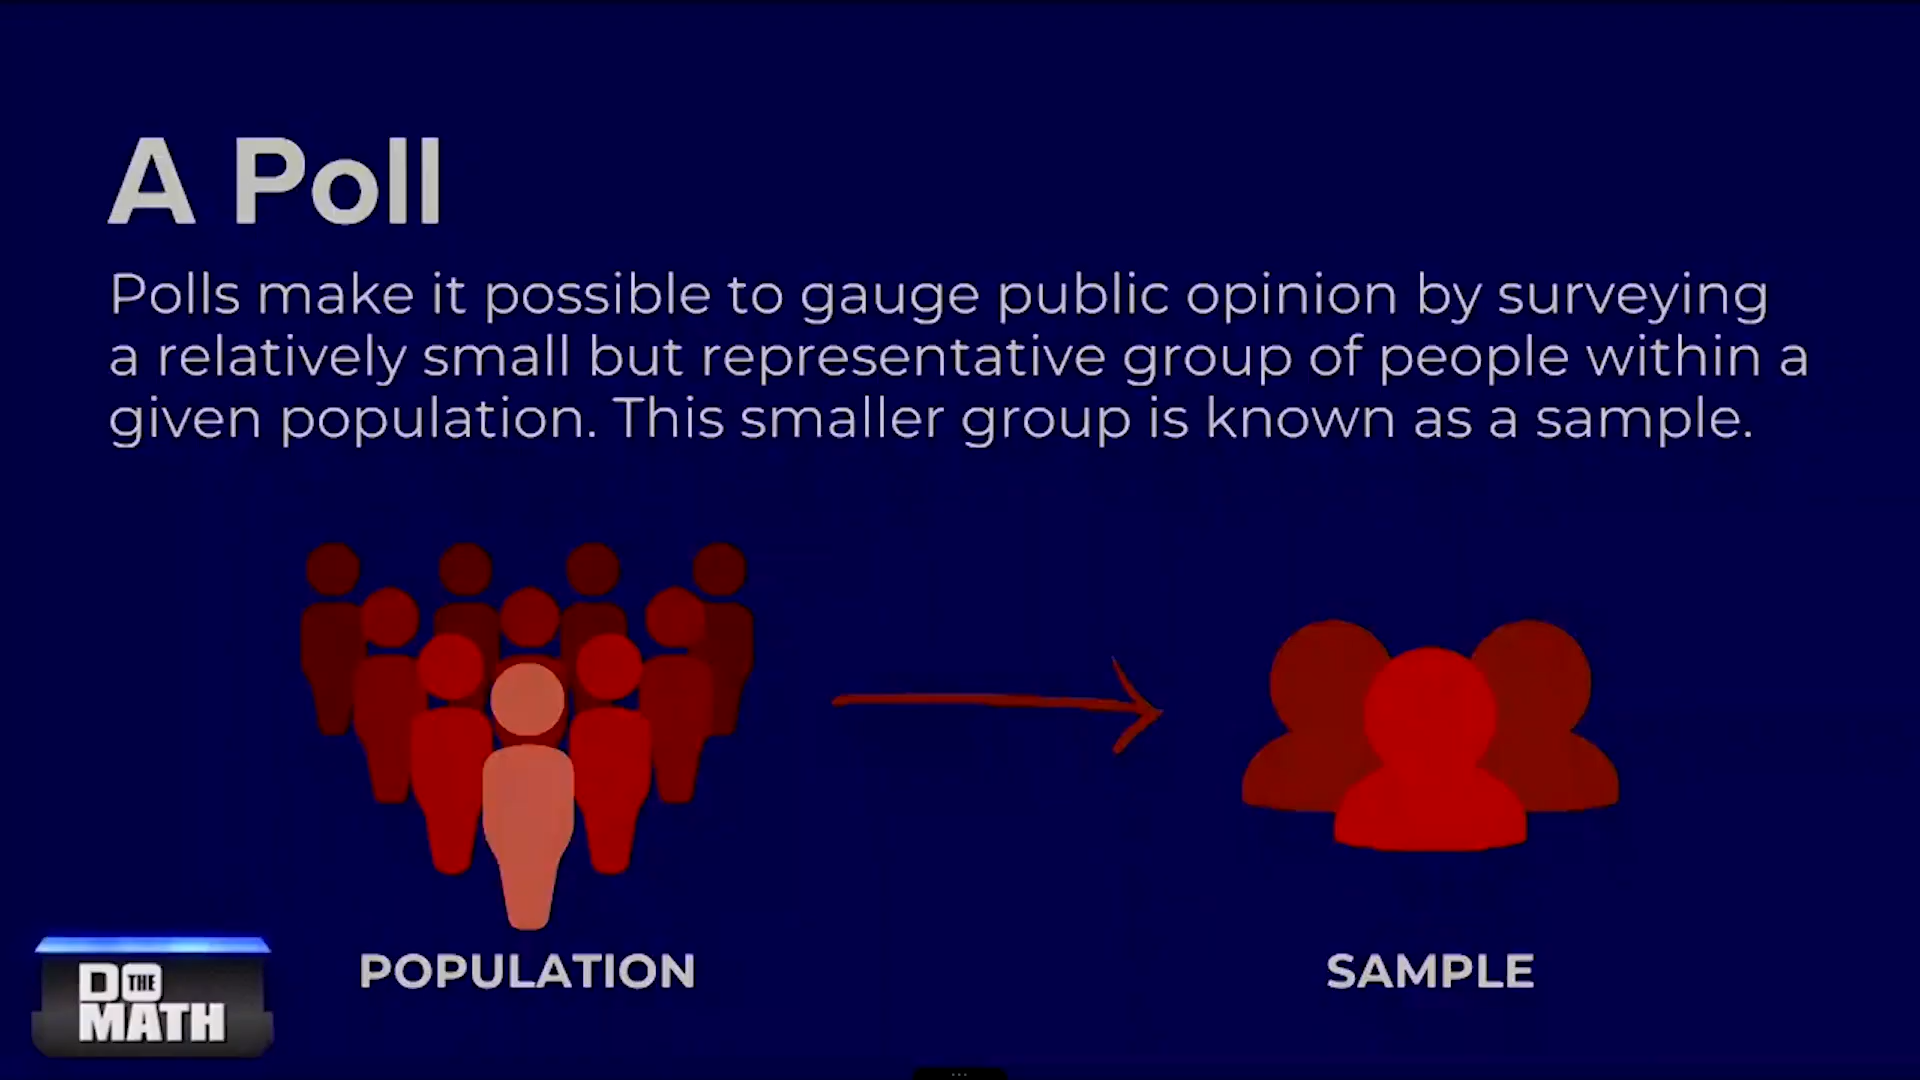 A Poll
Polls make it possible to gauge public opinion by surveying
a relatively small but representative group of people within a
given population. This smaller group is known as a sample.
POPULATION
SAMPLE
DO THE
MATH